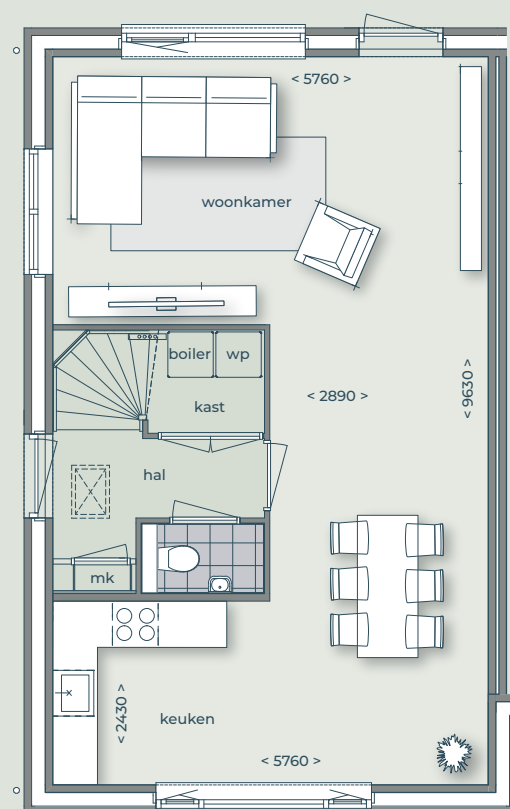 < 5760 >
woonkamer
boiler wp
kast
< 2890 >
< 9630 >
hal
mk
< 2430 >
keuken
< 5760 >